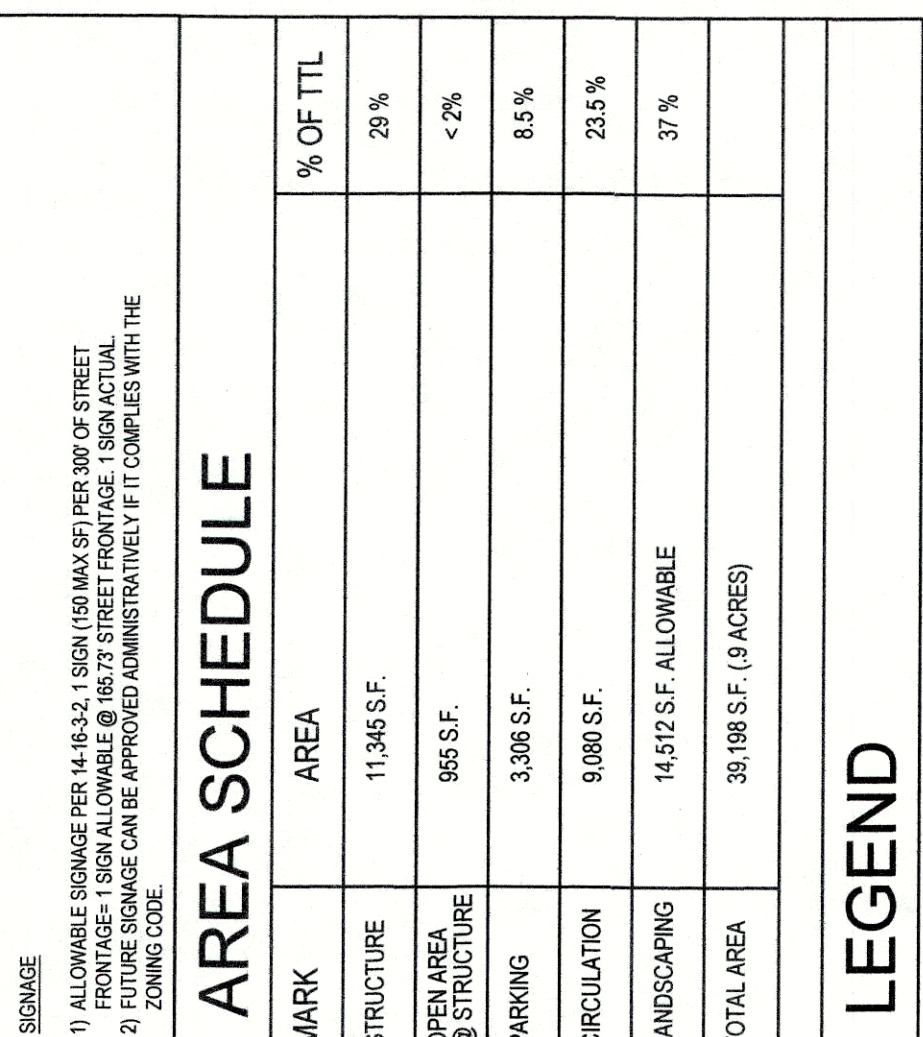 SIGNAGE
1) ALLOWABLE SIGNAGE PER 14-16-3-2, 1 SIGN (150 MAX SF) PER 300' OF STREET
FRONTAGE= 1 SIGN ALLOWABLE @ 165.73' STREET FRONTAGE. 1 SIGN ACTUAL.
2) FUTURE SIGNAGE CAN BE APPROVED ADMINISTRATIVELY IF IT COMPLIES WITH THE
ZONING CODE.
AREA SCHEDULE
MARK AREA % OF TTL
STRUCTURE 11,345 S.F. 29 %
OPEN AREA
@ STRUCTURE 955 S.F. < 2%
PARKING 3,306 S.F. 8.5 %
CIRCULATION 9,080 S.F. 23.5 %
ANDSCAPING 14,512 S.F. ALLOWABLE 37 %
OTAL AREA 39,198 S.F. (.9 ACRES)
LEGEND